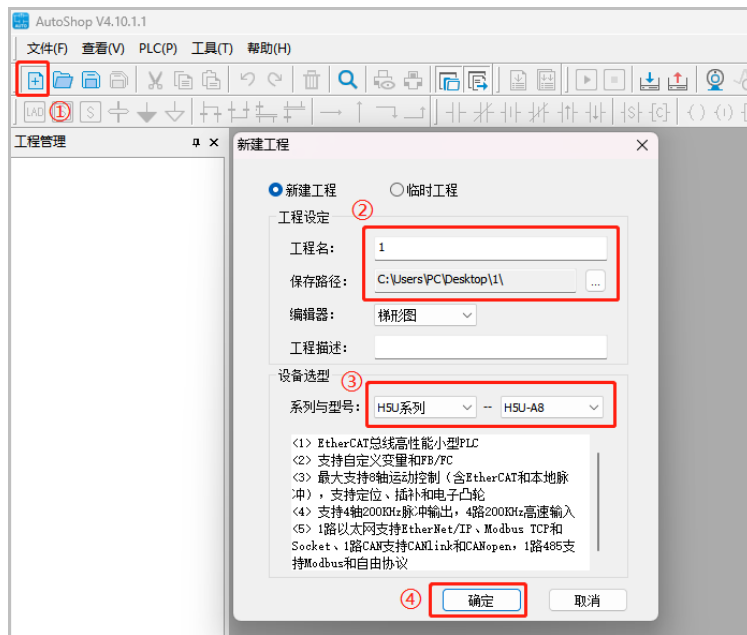 AutoShop V4.10.1.1
文件(F) 查看(V) PLC(P) 工具(T) 帮助(H)
LAD ① S
工程管理
新建工程
新建工程 临时工程
②
工程设定
工程名： 1
保存路径： C:\Users\PC\Desktop\1\ ...
编辑器： 梯形图
工程描述：
设备选型
③
系列与型号： H5U系列 -- H5U-A8
<1> EtherCAT总线高性能小型PLC
<2> 支持自定义变量和FB/FC
<3> 最大支持8轴运动控制（含EtherCAT和本地脉
冲），支持定位、插补和电子凸轮
<4> 支持4轴200KHz脉冲输出，4路200KHz高速输入
<5> 1路以太网支持EtherNet/IP、Modbus TCP和
Socket、1路CAN支持CANlink和CANopen，1路485支
持Modbus和自由协议
④ 确定 取消